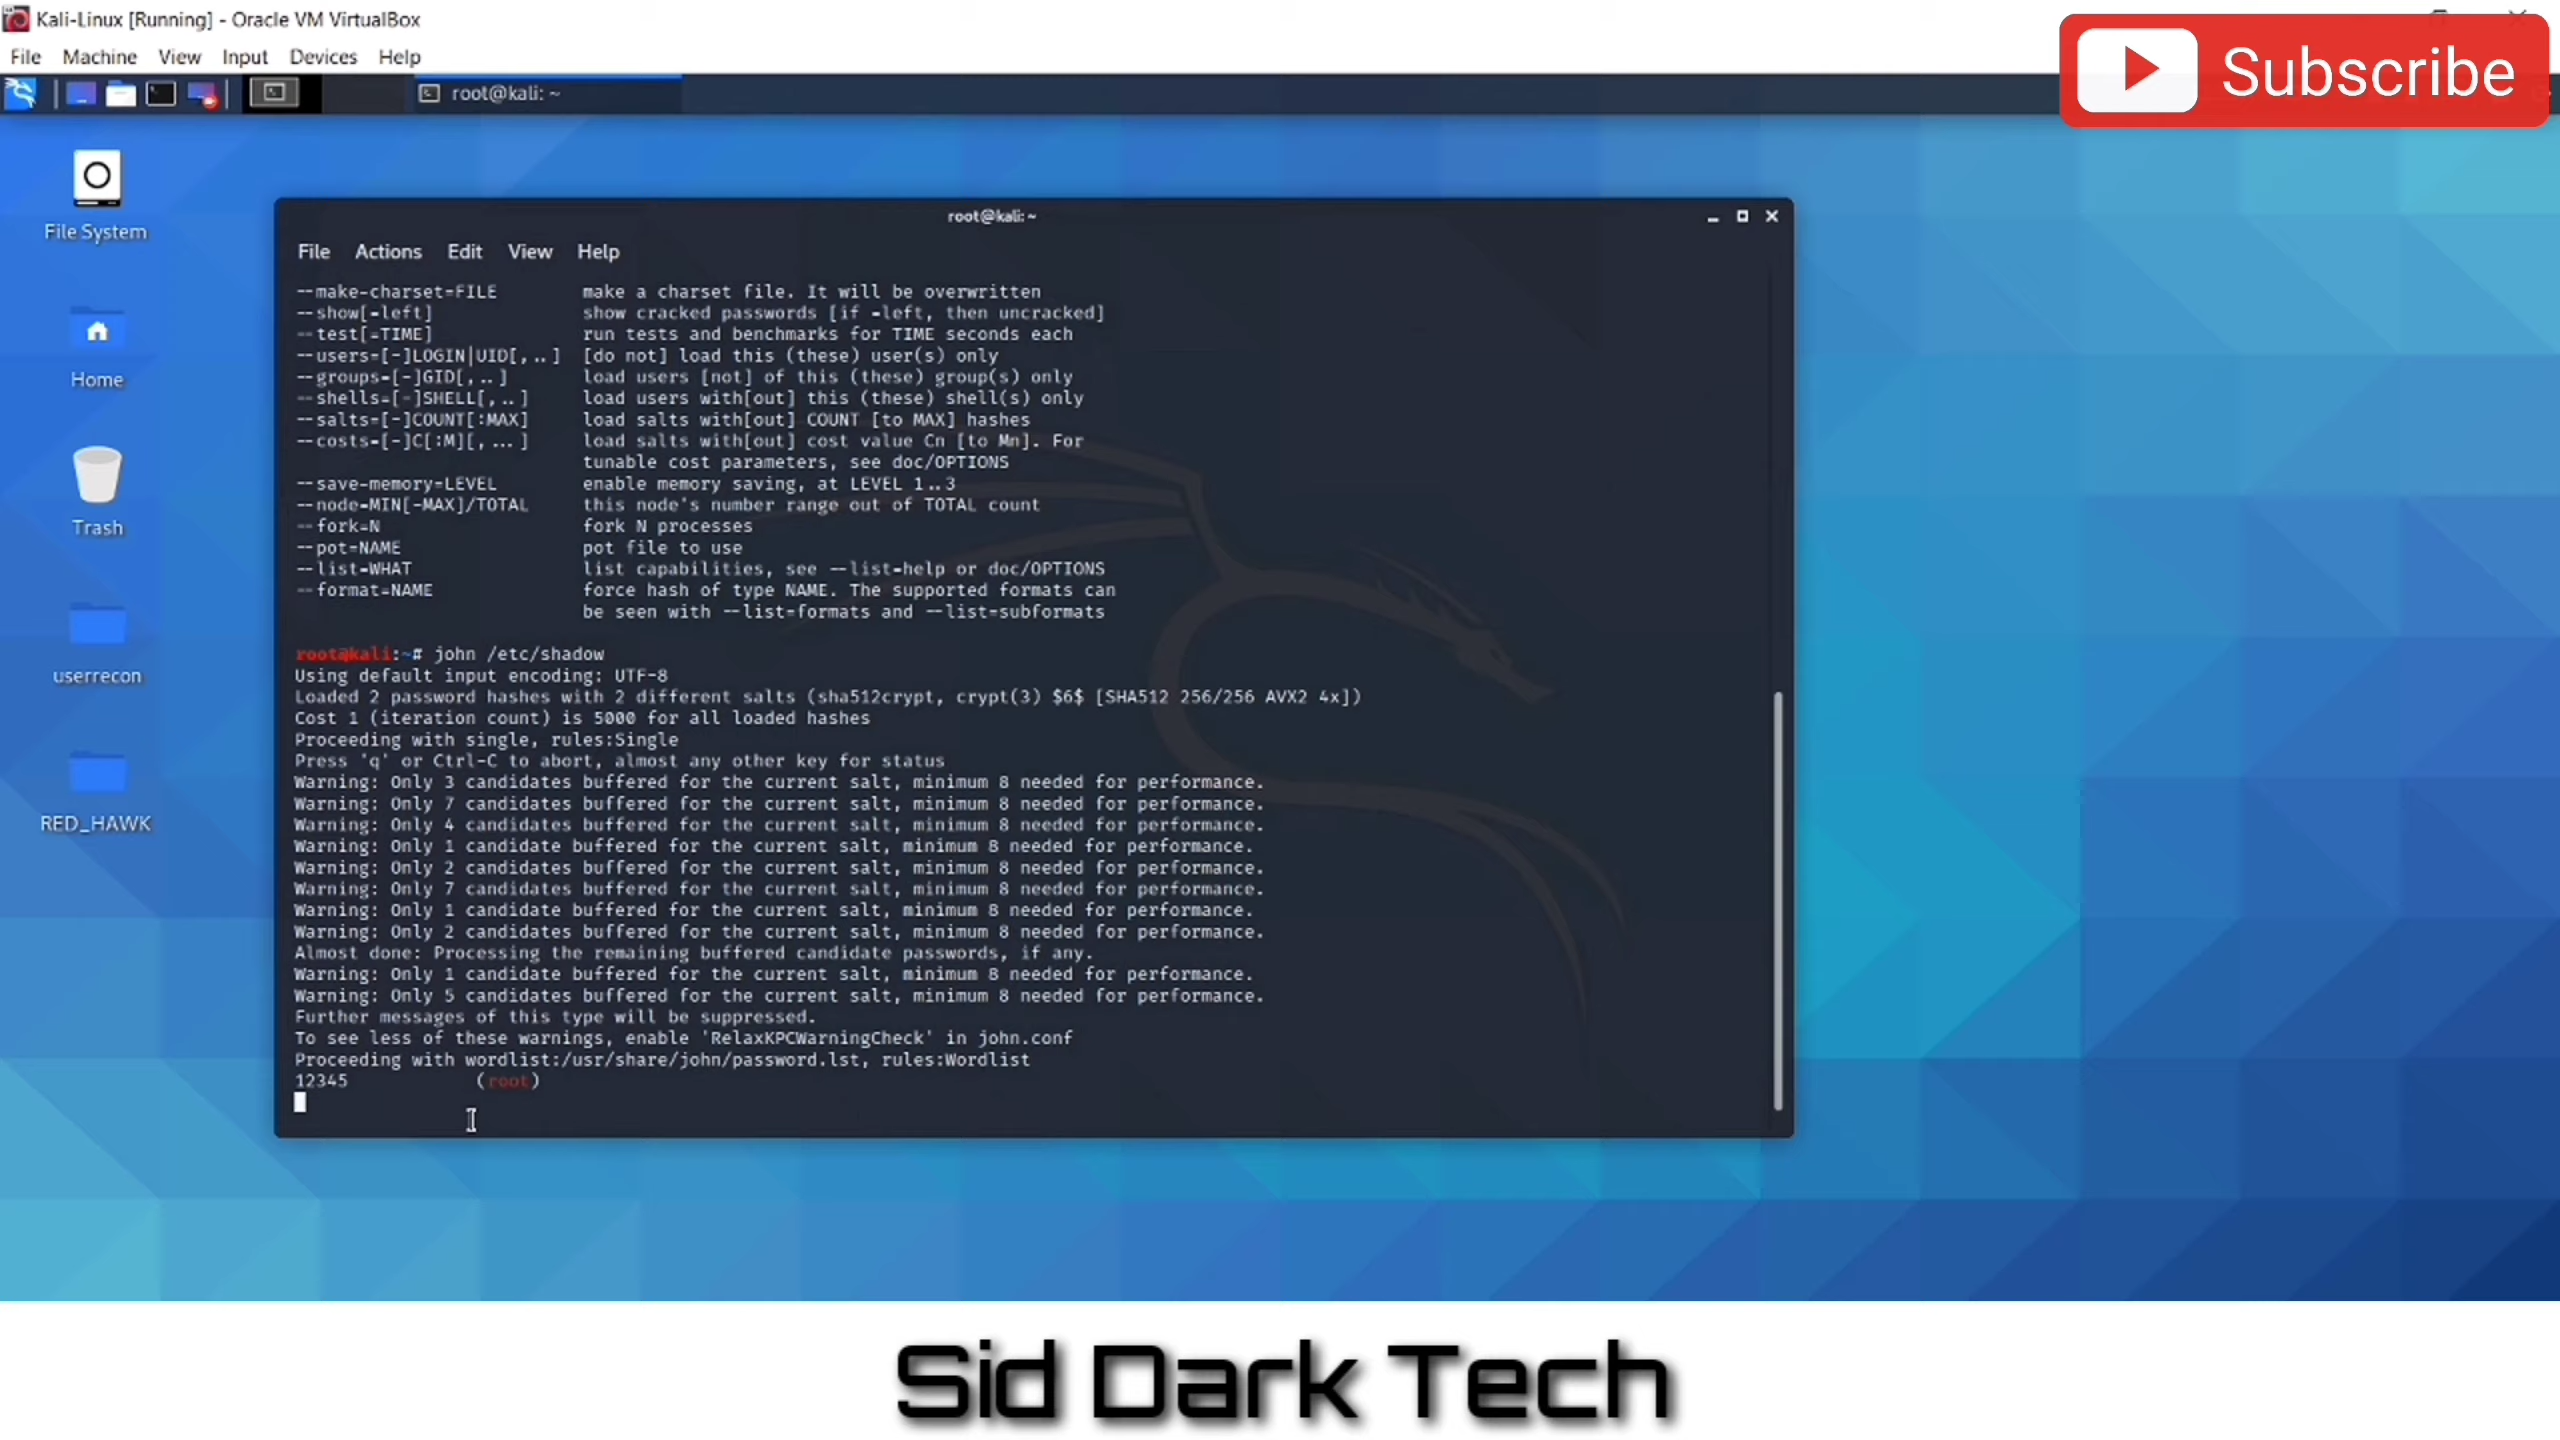 Kali-Linux [Running] - Oracle VM VirtualBox
File Machine View Input Devices Help
Subscribe
root@kali: ~
File System
Home
Trash
userrecon
RED_HAWK
root@kali: ~
File Actions Edit View Help
--make-charset=FILE make a charset file. It will be overwritten
--show[=left] show cracked passwords [if =left, then uncracked]
--test[=TIME] run tests and benchmarks for TIME seconds each
--users=[-]LOGIN|UID[,..] [do not] load this (these) user(s) only
--groups=[-]GID[,..] load users [not] of this (these) group(s) only
--shells=[-]SHELL[,..] load users with[out] this (these) shell(s) only
--salts=[-]COUNT[:MAX] load salts with[out] COUNT [to MAX] hashes
--costs=[-]C[:M][,...] load salts with[out] cost value Cn [to Mn]. For
tunable cost parameters, see doc/OPTIONS
--save-memory=LEVEL enable memory saving, at LEVEL 1..3
--node=MIN[-MAX]/TOTAL this node's number range out of TOTAL count
--fork=N fork N processes
--pot=NAME pot file to use
--list=WHAT list capabilities, see --list=help or doc/OPTIONS
--format=NAME force hash of type NAME. The supported formats can
be seen with --list=formats and --list=subformats
root@kali:~# john /etc/shadow
Using default input encoding: UTF-8
Loaded 2 password hashes with 2 different salts (sha512crypt, crypt(3) $6$ [SHA512 256/256 AVX2 4x])
Cost 1 (iteration count) is 5000 for all loaded hashes
Proceeding with single, rules:Single
Press 'q' or Ctrl-C to abort, almost any other key for status
Warning: Only 3 candidates buffered for the current salt, minimum 8 needed for performance.
Warning: Only 7 candidates buffered for the current salt, minimum 8 needed for performance.
Warning: Only 4 candidates buffered for the current salt, minimum 8 needed for performance.
Warning: Only 1 candidate buffered for the current salt, minimum 8 needed for performance.
Warning: Only 2 candidates buffered for the current salt, minimum 8 needed for performance.
Warning: Only 7 candidates buffered for the current salt, minimum 8 needed for performance.
Warning: Only 1 candidate buffered for the current salt, minimum 8 needed for performance.
Warning: Only 2 candidates buffered for the current salt, minimum 8 needed for performance.
Almost done: Processing the remaining buffered candidate passwords, if any.
Warning: Only 1 candidate buffered for the current salt, minimum 8 needed for performance.
Warning: Only 5 candidates buffered for the current salt, minimum 8 needed for performance.
Further messages of this type will be suppressed.
To see less of these warnings, enable 'RelaxKPCWarningCheck' in john.conf
Proceeding with wordlist:/usr/share/john/password.lst, rules:Wordlist
12345 (root)
Sid Dark Tech